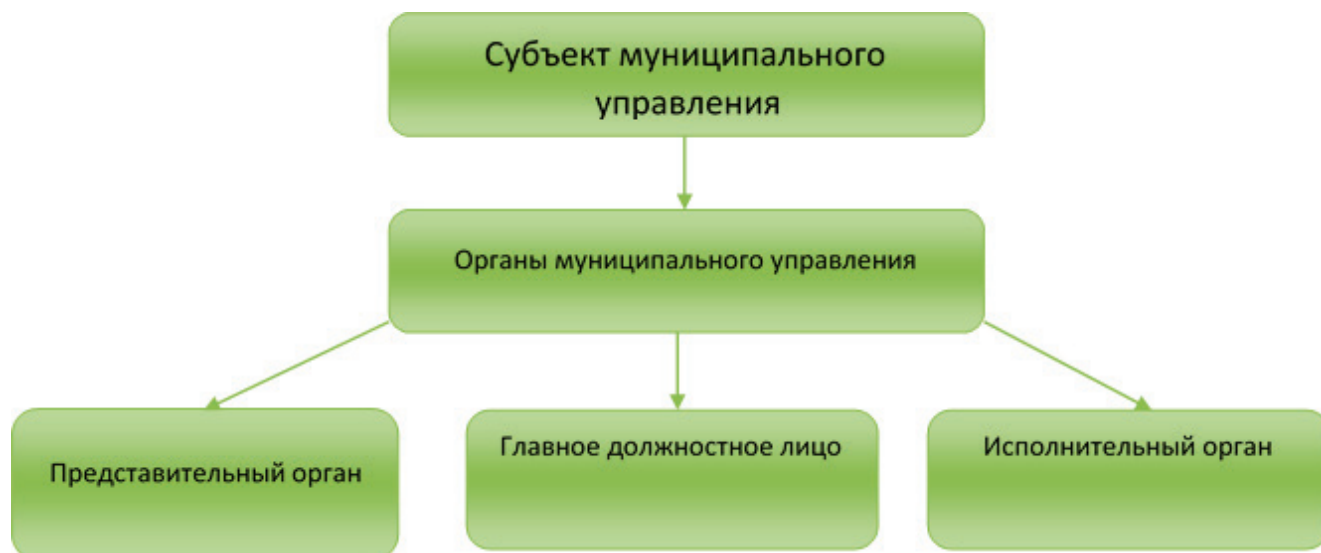 Субъект муниципального
управления
Органы муниципального управления
Представительный орган
Главное должностное лицо
Исполнительный орган